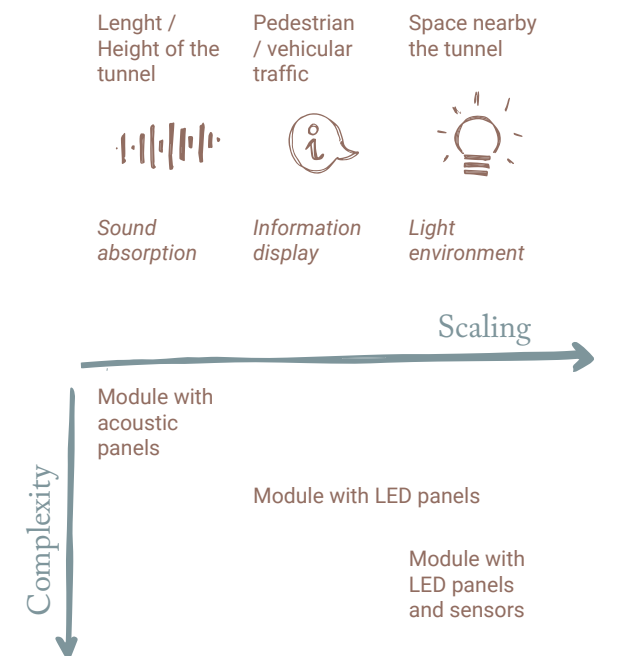 Lenght /
Height of the
tunnel
Pedestrian
/ vehicular
traffic
Space nearby
the tunnel
i
Sound
absorption
Information
display
Light
environment
Scaling
Complexity
Module with
acoustic
panels
Module with LED panels
Module with
LED panels
and sensors